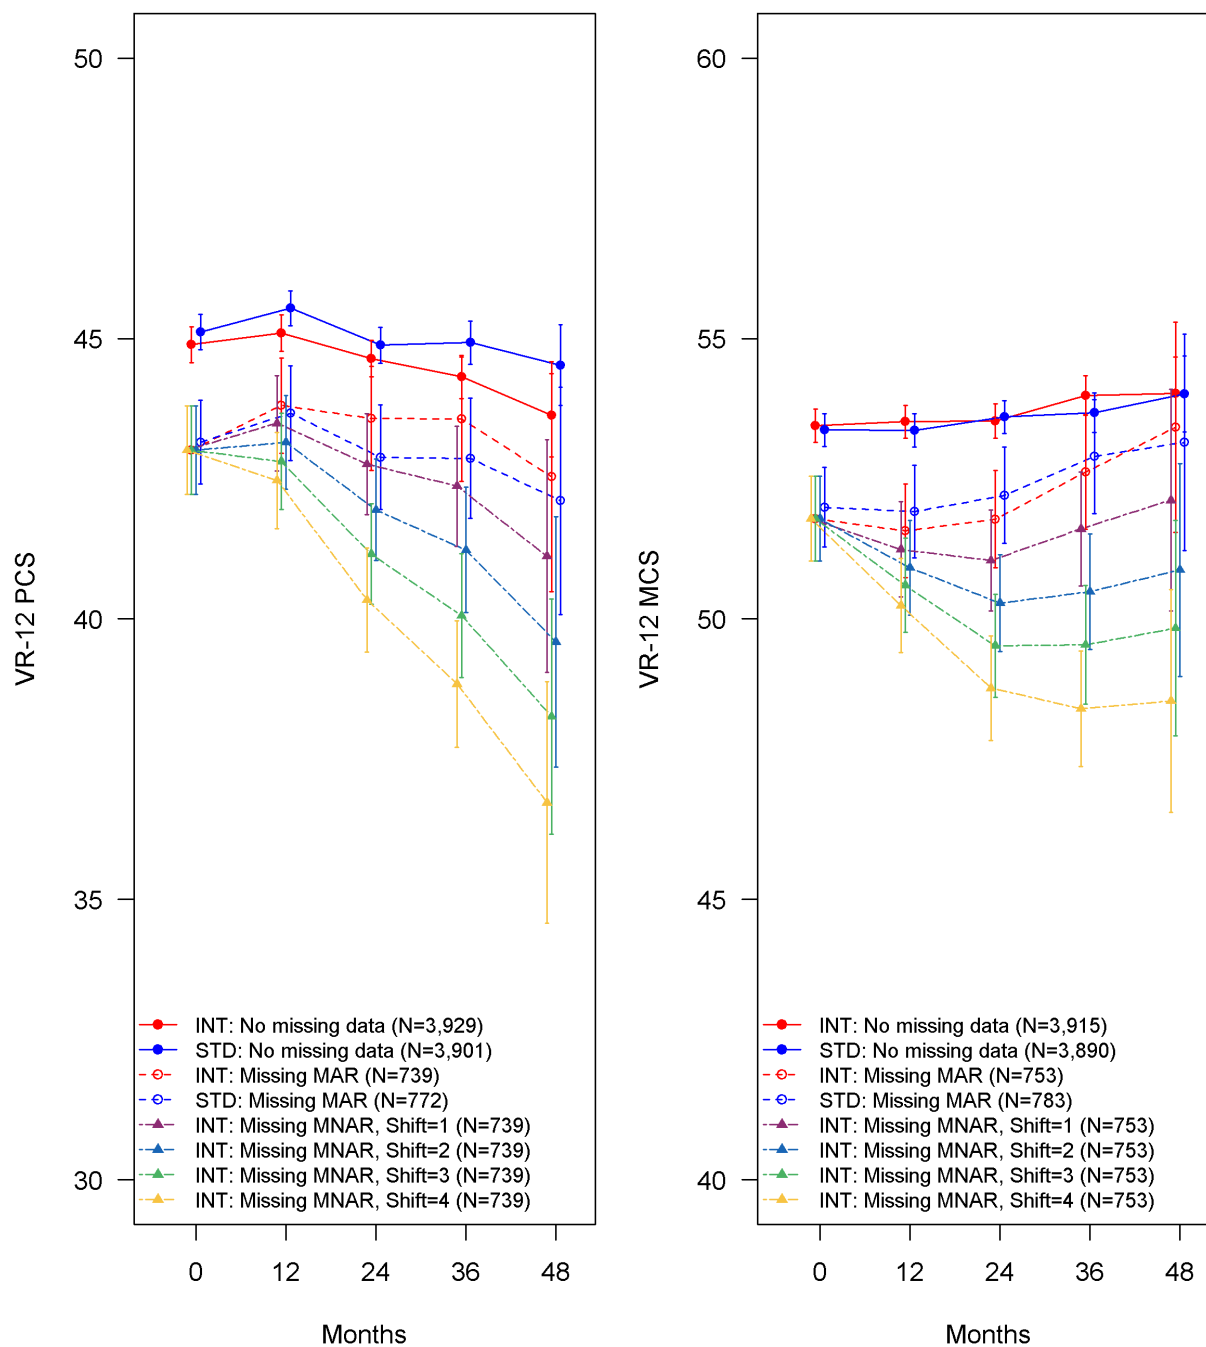 50
45
40
35
30
VR-12 PCS
INT: No missing data (N=3,929)
STD: No missing data (N=3,901)
INT: Missing MAR (N=739)
STD: Missing MAR (N=772)
INT: Missing MNAR, Shift=1 (N=739)
INT: Missing MNAR, Shift=2 (N=739)
INT: Missing MNAR, Shift=3 (N=739)
INT: Missing MNAR, Shift=4 (N=739)
0 12 24 36 48
Months
60
55
50
45
40
VR-12 MCS
INT: No missing data (N=3,915)
STD: No missing data (N=3,890)
INT: Missing MAR (N=753)
STD: Missing MAR (N=783)
INT: Missing MNAR, Shift=1 (N=753)
INT: Missing MNAR, Shift=2 (N=753)
INT: Missing MNAR, Shift=3 (N=753)
INT: Missing MNAR, Shift=4 (N=753)
0 12 24 36 48
Months